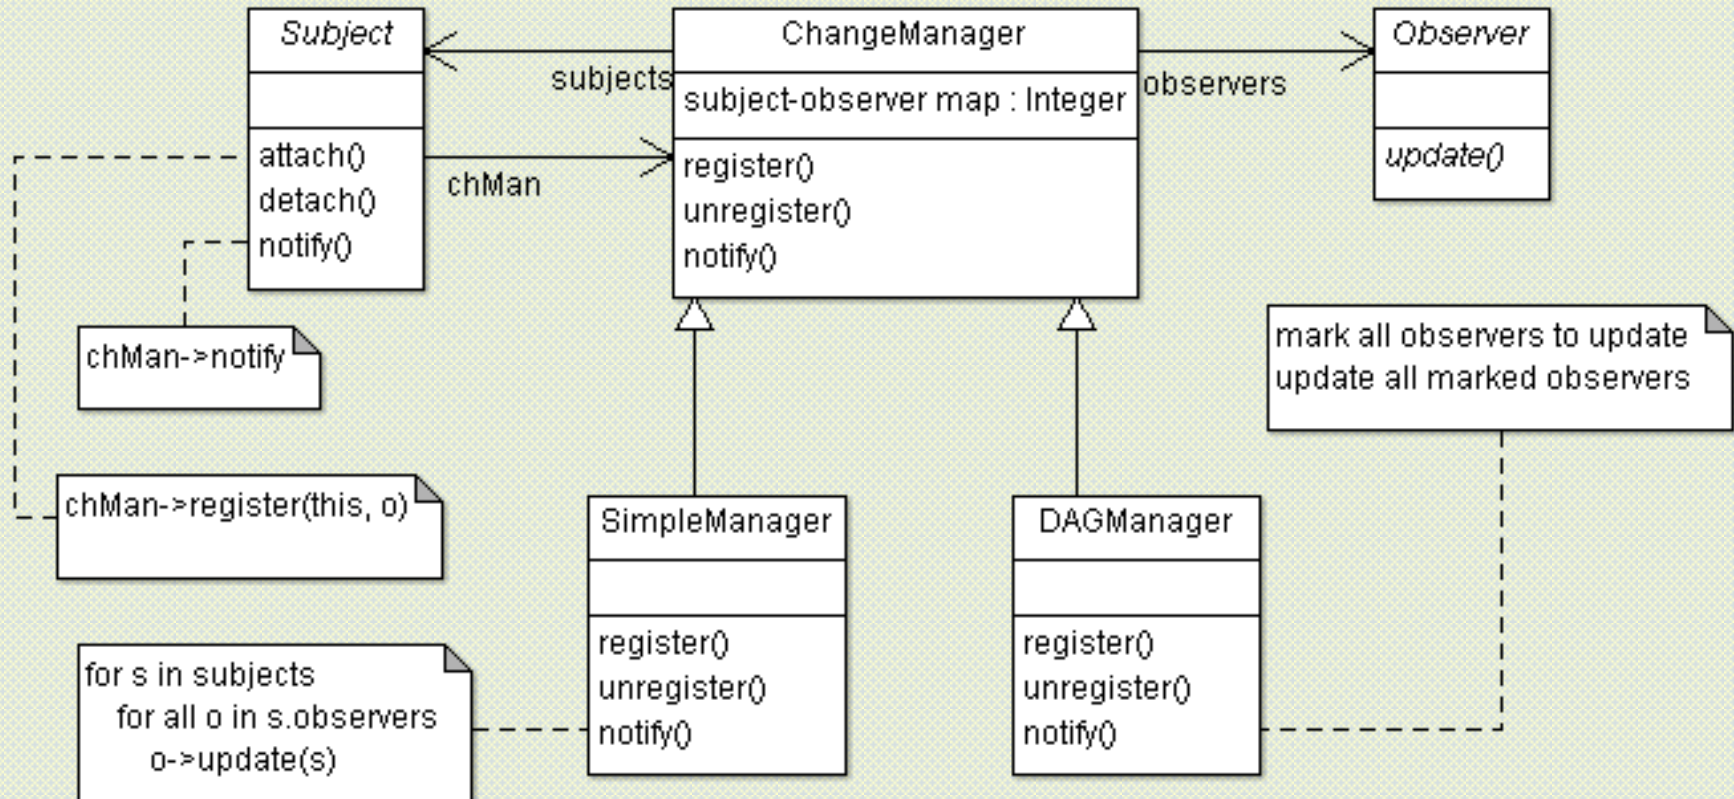 Subject
attach()
detach()
notify()
subjects
chMan
ChangeManager
subject-observer map : Integer
register()
unregister()
notify()
observers
Observer
update()
chMan->notify
chMan->register(this, o)
mark all observers to update
update all marked observers
for s in subjects
for all o in s.observers
o->update(s)
SimpleManager
register()
unregister()
notify()
DAGManager
register()
unregister()
notify()